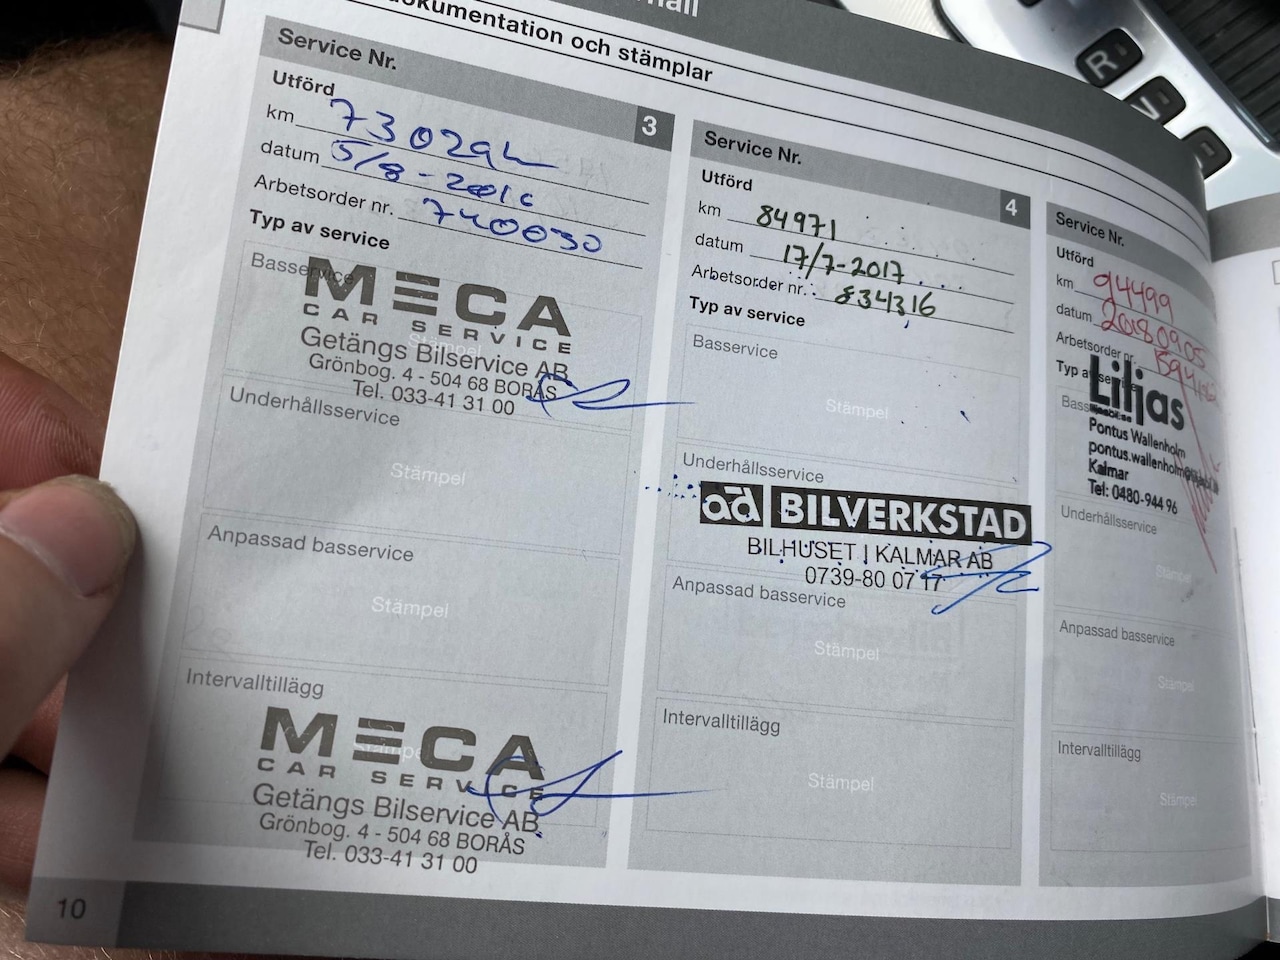 dokumentation och stämplar
Service Nr. 3
Utförd
km
datum 5/8-2016
Arbetsorder nr. 740030
Typ av service
Basservice
MECA
CAR SERVICE
Stämpel
Getängs Bilservice AB
Grönbog. 4 - 504 68 BORÅS
Tel. 033-41 31 00
Underhållsservice
Stämpel
Anpassad basservice
Stämpel
Intervalltillägg
MECA
Stämpel
CAR SERVICE
Getängs Bilservice AB
Grönbog. 4 - 504 68 BORÅS
Tel. 033-41 31 00
10
Service Nr. 4
Utförd
km 84971
datum 17/7-2017
Arbetsorder nr. 834316
Typ av service
Basservice
Stämpel
Underhållsservice
ad BILVERKSTAD
BILHUSET I KALMAR AB
0739-80 07 17
Anpassad basservice
Stämpel
Intervalltillägg
Stämpel
Service Nr.
Utförd
km 94499
datum 20180905
Arbetsorder nr.
Typ av service
Liljas
Pontus Wallenholm
Kalmar
Tel: 0480-944 96
Underhållsservice
Stämpel
Anpassad basservice
Stämpel
Intervalltillägg
Stämpel
R
N